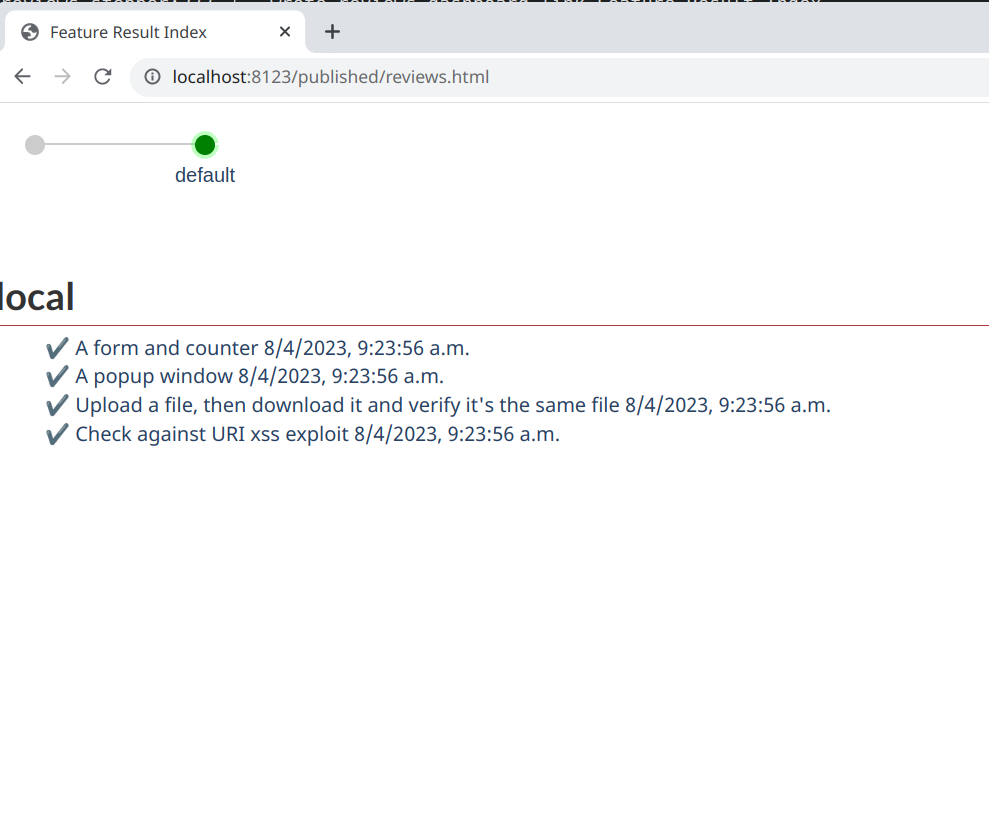 Feature Result Index
localhost:8123/published/reviews.html
default
local
✔ A form and counter 8/4/2023, 9:23:56 a.m.
✔ A popup window 8/4/2023, 9:23:56 a.m.
✔ Upload a file, then download it and verify it's the same file 8/4/2023, 9:23:56 a.m.
✔ Check against URI xss exploit 8/4/2023, 9:23:56 a.m.